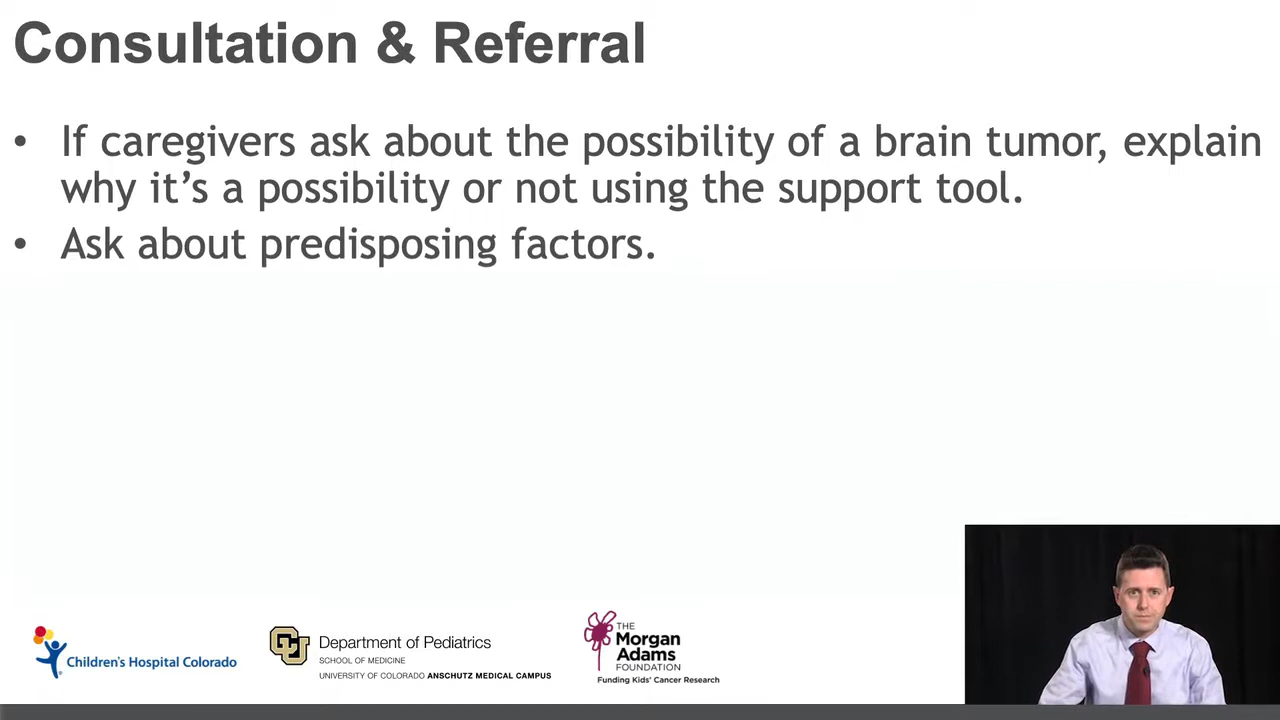 Consultation & Referral
• If caregivers ask about the possibility of a brain tumor, explain
why it’s a possibility or not using the support tool.
• Ask about predisposing factors.
Children's Hospital Colorado
CU
Department of Pediatrics
SCHOOL OF MEDICINE
UNIVERSITY OF COLORADO ANSCHUTZ MEDICAL CAMPUS
THE
Morgan
Adams
FOUNDATION
Funding Kids' Cancer Research